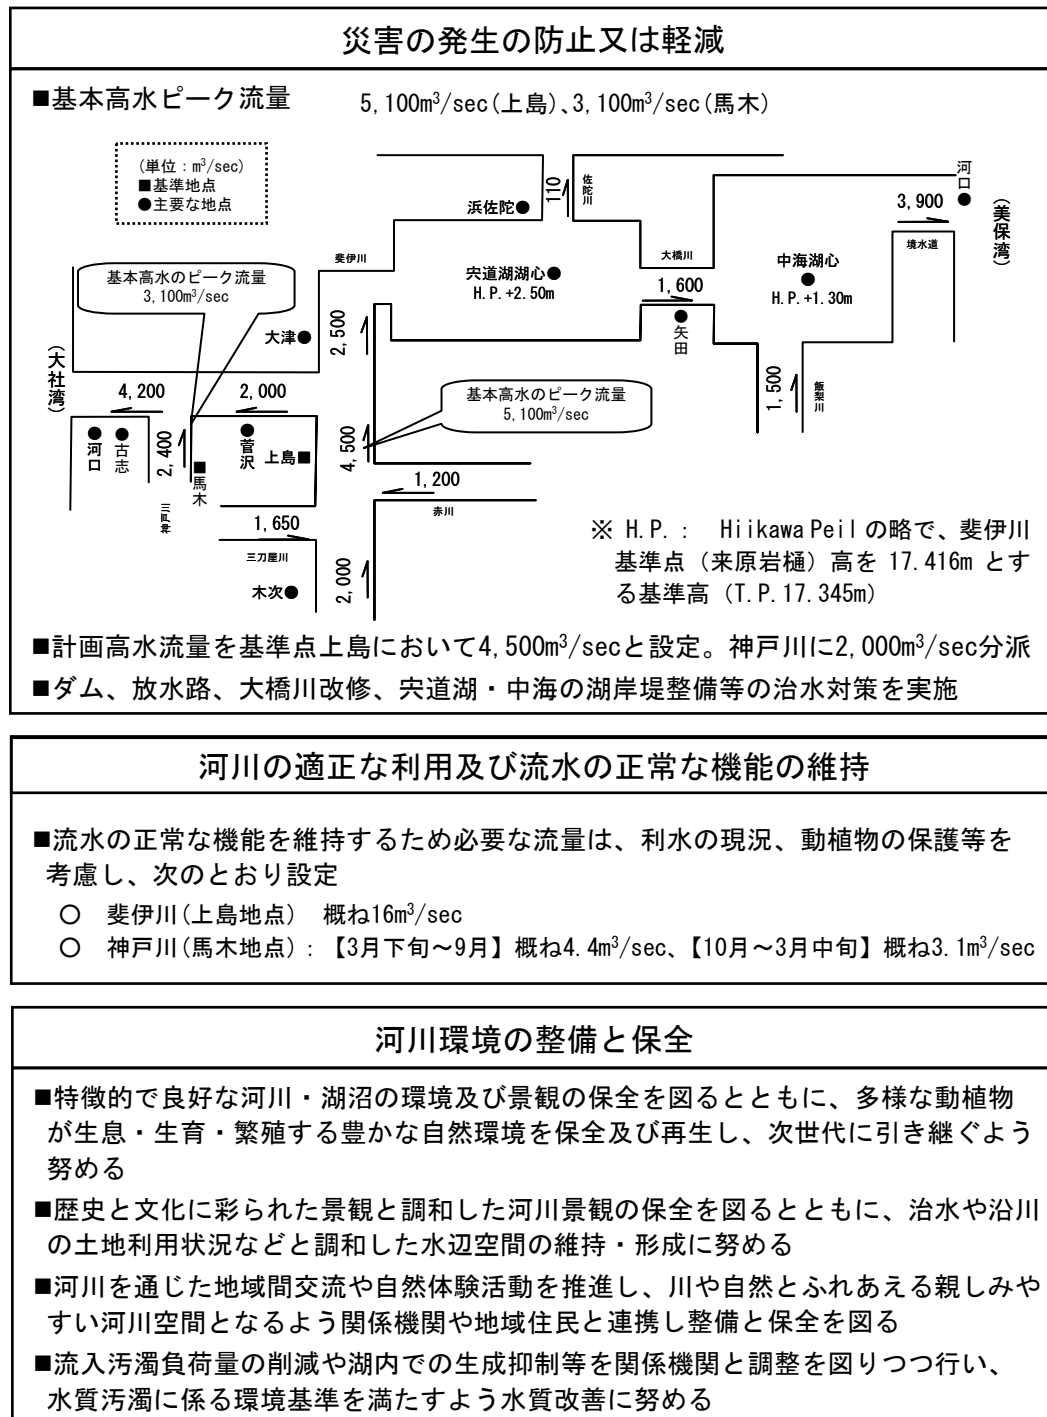 災害の発生の防止又は軽減
■基本高水ピーク流量 5,100m³/sec(上島)、3,100m³/sec(馬木)
(単位：m³/sec)
■基準地点
●主要な地点
浜佐陀●
110
佐陀川
河口
●
3,900
(美保湾)
境水道
斐伊川
宍道湖湖心●
H.P.+2.50m
大橋川
1,600
●
矢田
中海湖心
●
H.P.+1.30m
基本高水のピーク流量
3,100m³/sec
大津●
2,500
(大社湾)
4,200
2,000
基本高水のピーク流量
5,100m³/sec
1,500
飯梨川
●
河口
●
古志
2,400
■
馬木
●
菅沢
上島■
4,500
神戸川
1,200
赤川
1,650
三刀屋川
木次●
2,000
※ H.P.： Hiikawa Peil の略で、斐伊川
基準点（来原岩樋）高を 17.416m とす
る基準高（T.P.17.345m）
■計画高水流量を基準点上島において4,500m³/secと設定。神戸川に2,000m³/sec分派
■ダム、放水路、大橋川改修、宍道湖・中海の湖岸堤整備等の治水対策を実施
河川の適正な利用及び流水の正常な機能の維持
■流水の正常な機能を維持するため必要な流量は、利水の現況、動植物の保護等を
考慮し、次のとおり設定
○ 斐伊川(上島地点) 概ね16m³/sec
○ 神戸川(馬木地点)：【3月下旬～9月】概ね4.4m³/sec、【10月～3月中旬】概ね3.1m³/sec
河川環境の整備と保全
■特徴的で良好な河川・湖沼の環境及び景観の保全を図るとともに、多様な動植物
が生息・生育・繁殖する豊かな自然環境を保全及び再生し、次世代に引き継ぐよう
努める
■歴史と文化に彩られた景観と調和した河川景観の保全を図るとともに、治水や沿川
の土地利用状況などと調和した水辺空間の維持・形成に努める
■河川を通じた地域間交流や自然体験活動を推進し、川や自然とふれあえる親しみや
すい河川空間となるよう関係機関や地域住民と連携し整備と保全を図る
■流入汚濁負荷量の削減や湖内での生成抑制等を関係機関と調整を図りつつ行い、
水質汚濁に係る環境基準を満たすよう水質改善に努める